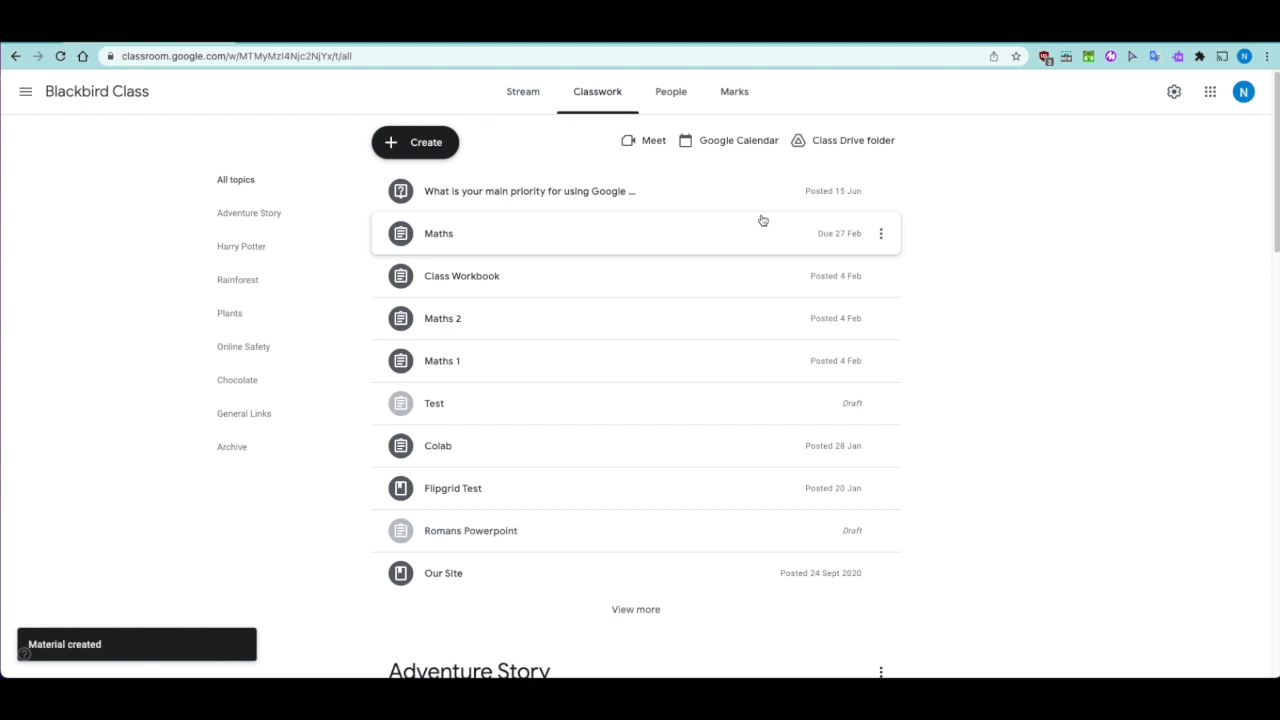 classroom.google.com/w/MTMyMzI4Njc2NjYx/t/all
N
Blackbird Class
Stream
Classwork
People
Marks
N
Create
Meet
Google Calendar
Class Drive folder
All topics
Adventure Story
Harry Potter
Rainforest
Plants
Online Safety
Chocolate
General Links
Archive
What is your main priority for using Google ...
Posted 15 Jun
Maths
Due 27 Feb
Class Workbook
Posted 4 Feb
Maths 2
Posted 4 Feb
Maths 1
Posted 4 Feb
Test
Draft
Colab
Posted 28 Jan
Flipgrid Test
Posted 20 Jan
Romans Powerpoint
Draft
Our Site
Posted 24 Sept 2020
View more
Material created
Adventure Story